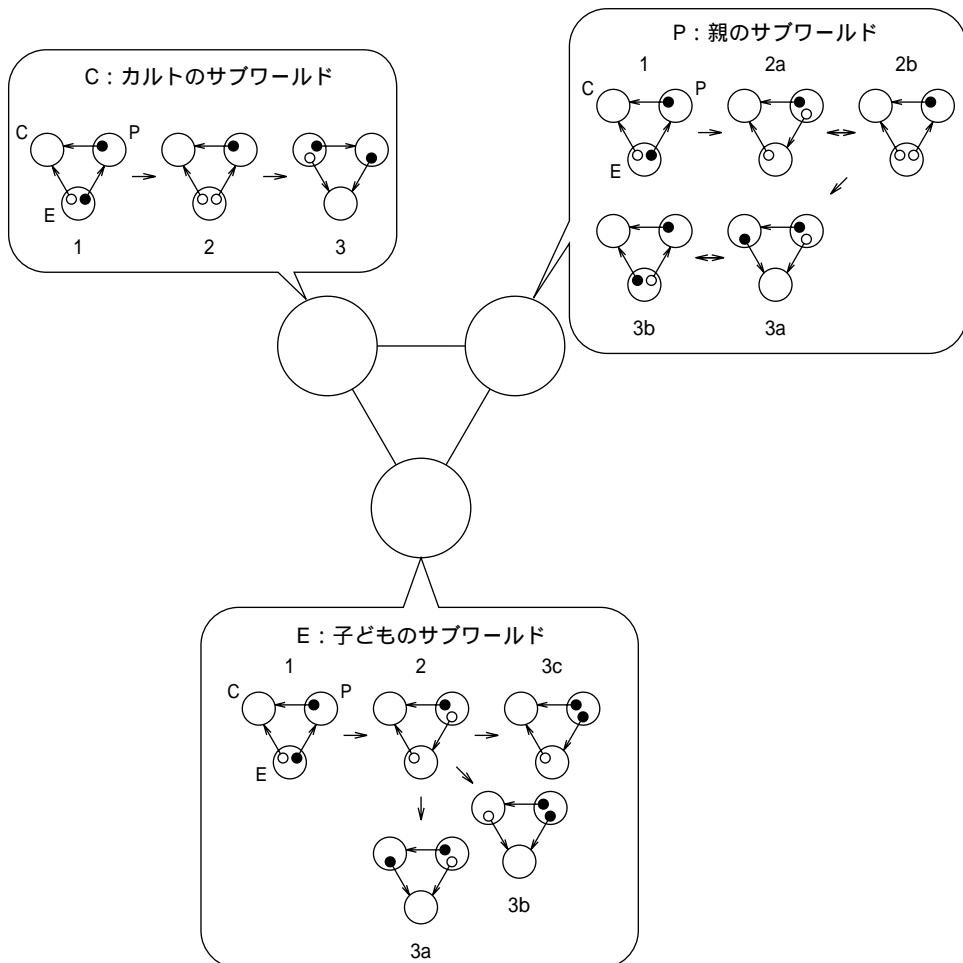 C：カルトのサブワールド
C P
E
1 2 3
P：親のサブワールド
1 2a 2b
C P
E
3b 3a
E：子どものサブワールド
1 2 3c
C P
E
3b
3a